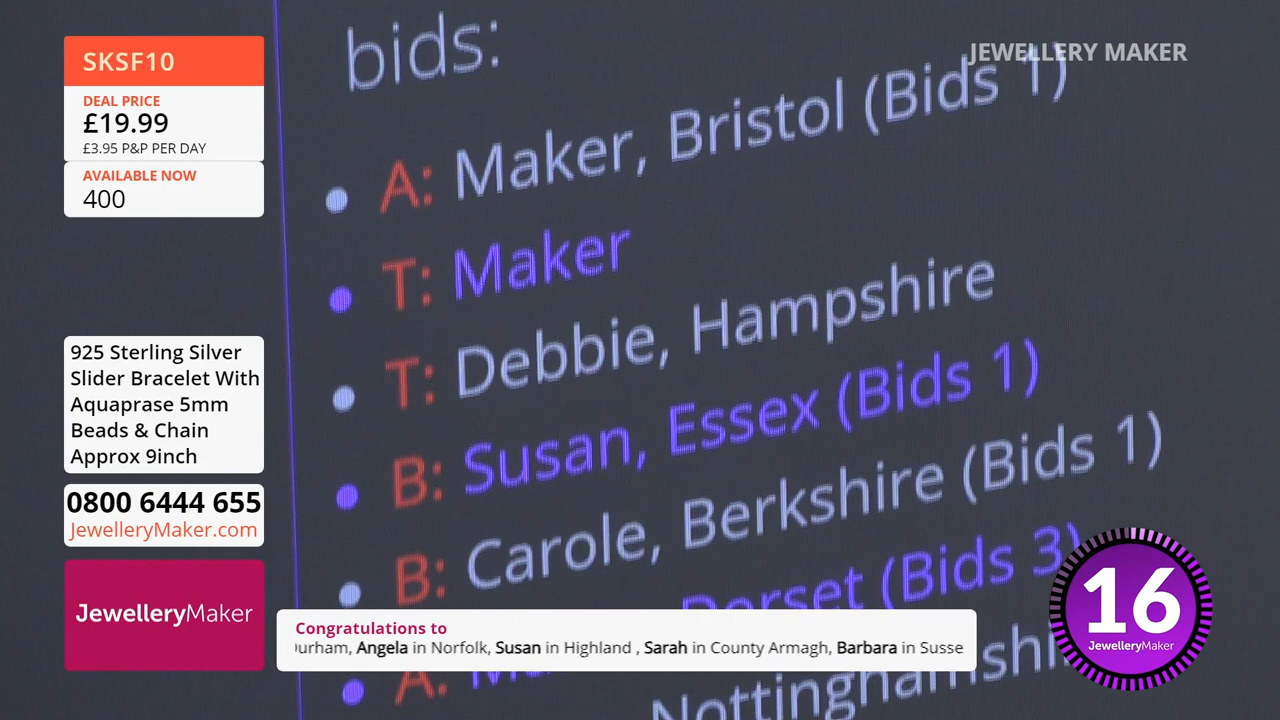 SKSF10
DEAL PRICE
£19.99
£3.95 P&P PER DAY
AVAILABLE NOW
400
925 Sterling Silver
Slider Bracelet With
Aquaprase 5mm
Beads & Chain
Approx 9inch
0800 6444 655
JewelleryMaker.com
JewelleryMaker
JEWELLERY MAKER
bids:
• A: Maker, Bristol (Bids 1)
• T: Maker
• T: Debbie, Hampshire
• B: Susan, Essex (Bids 1)
• B: Carole, Berkshire (Bids 1)
Dorset (Bids 3)
• A:
Congratulations to
Angela in Norfolk, Susan in Highland , Sarah in County Armagh, Barbara in Susse
16
JewelleryMaker